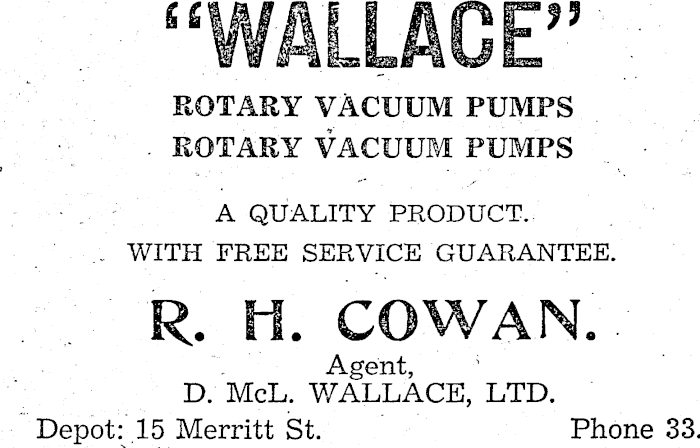 “WALLACE”
ROTARY VACUUM PUMPS
ROTARY VACUUM PUMPS
A QUALITY PRODUCT.
WITH FREE SERVICE GUARANTEE.
R. H. COWAN.
Agent,
D. McL. WALLACE, LTD.
Depot: 15 Merritt St. Phone 33.